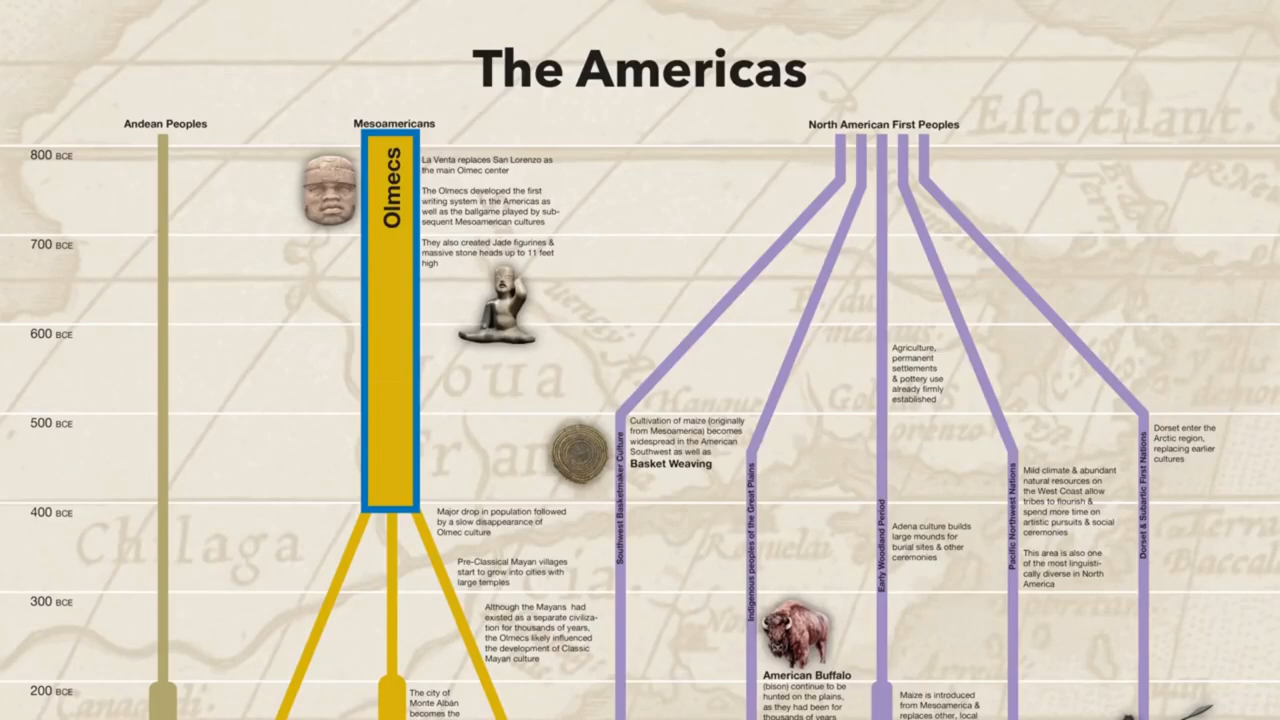 The Americas
Andean Peoples
Mesoamericans
North American First Peoples
800 BCE
700 BCE
600 BCE
500 BCE
400 BCE
300 BCE
200 BCE
Olmecs
La Venta replaces San Lorenzo as
the main Olmec center
The Olmecs developed the first
writing system in the Americas as
well as the ballgame played by sub-
sequent Mesoamerican cultures
They also created Jade figurines &
massive stone heads up to 11 feet
high
Major drop in population followed
by a slow disappearance of
Olmec culture
Pre-Classical Mayan villages
start to grow into cities with
large temples
Although the Mayans had
existed as a separate civiliza-
tion for thousands of years,
the Olmecs likely influenced
the development of Classic
Mayan culture
The city of
Monte Albán
becomes the
Southwest Basketmaker Culture
Cultivation of maize (originally
from Mesoamerica) becomes
widespread in the American
Southwest as well as
Basket Weaving
Indigenous peoples of the Great Plains
American Buffalo
(bison) continue to be
hunted on the plains,
as they had been for
thousands of years
Early Woodland Period
Agriculture,
permanent
settlements
& pottery use
already firmly
established
Adena culture builds
large mounds for
burial sites & other
ceremonies
Maize is introduced
from Mesoamerica &
replaces other, local
Pacific Northwest Nations
Mild climate & abundant
natural resources on
the West Coast allow
tribes to flourish &
spend more time on
artistic pursuits & social
ceremonies
This area is also one
of the most linguisti-
cally diverse in North
America
Dorset & Subartic First Nations
Dorset enter the
Arctic region,
replacing earlier
cultures
Estotilant.
Chilaga